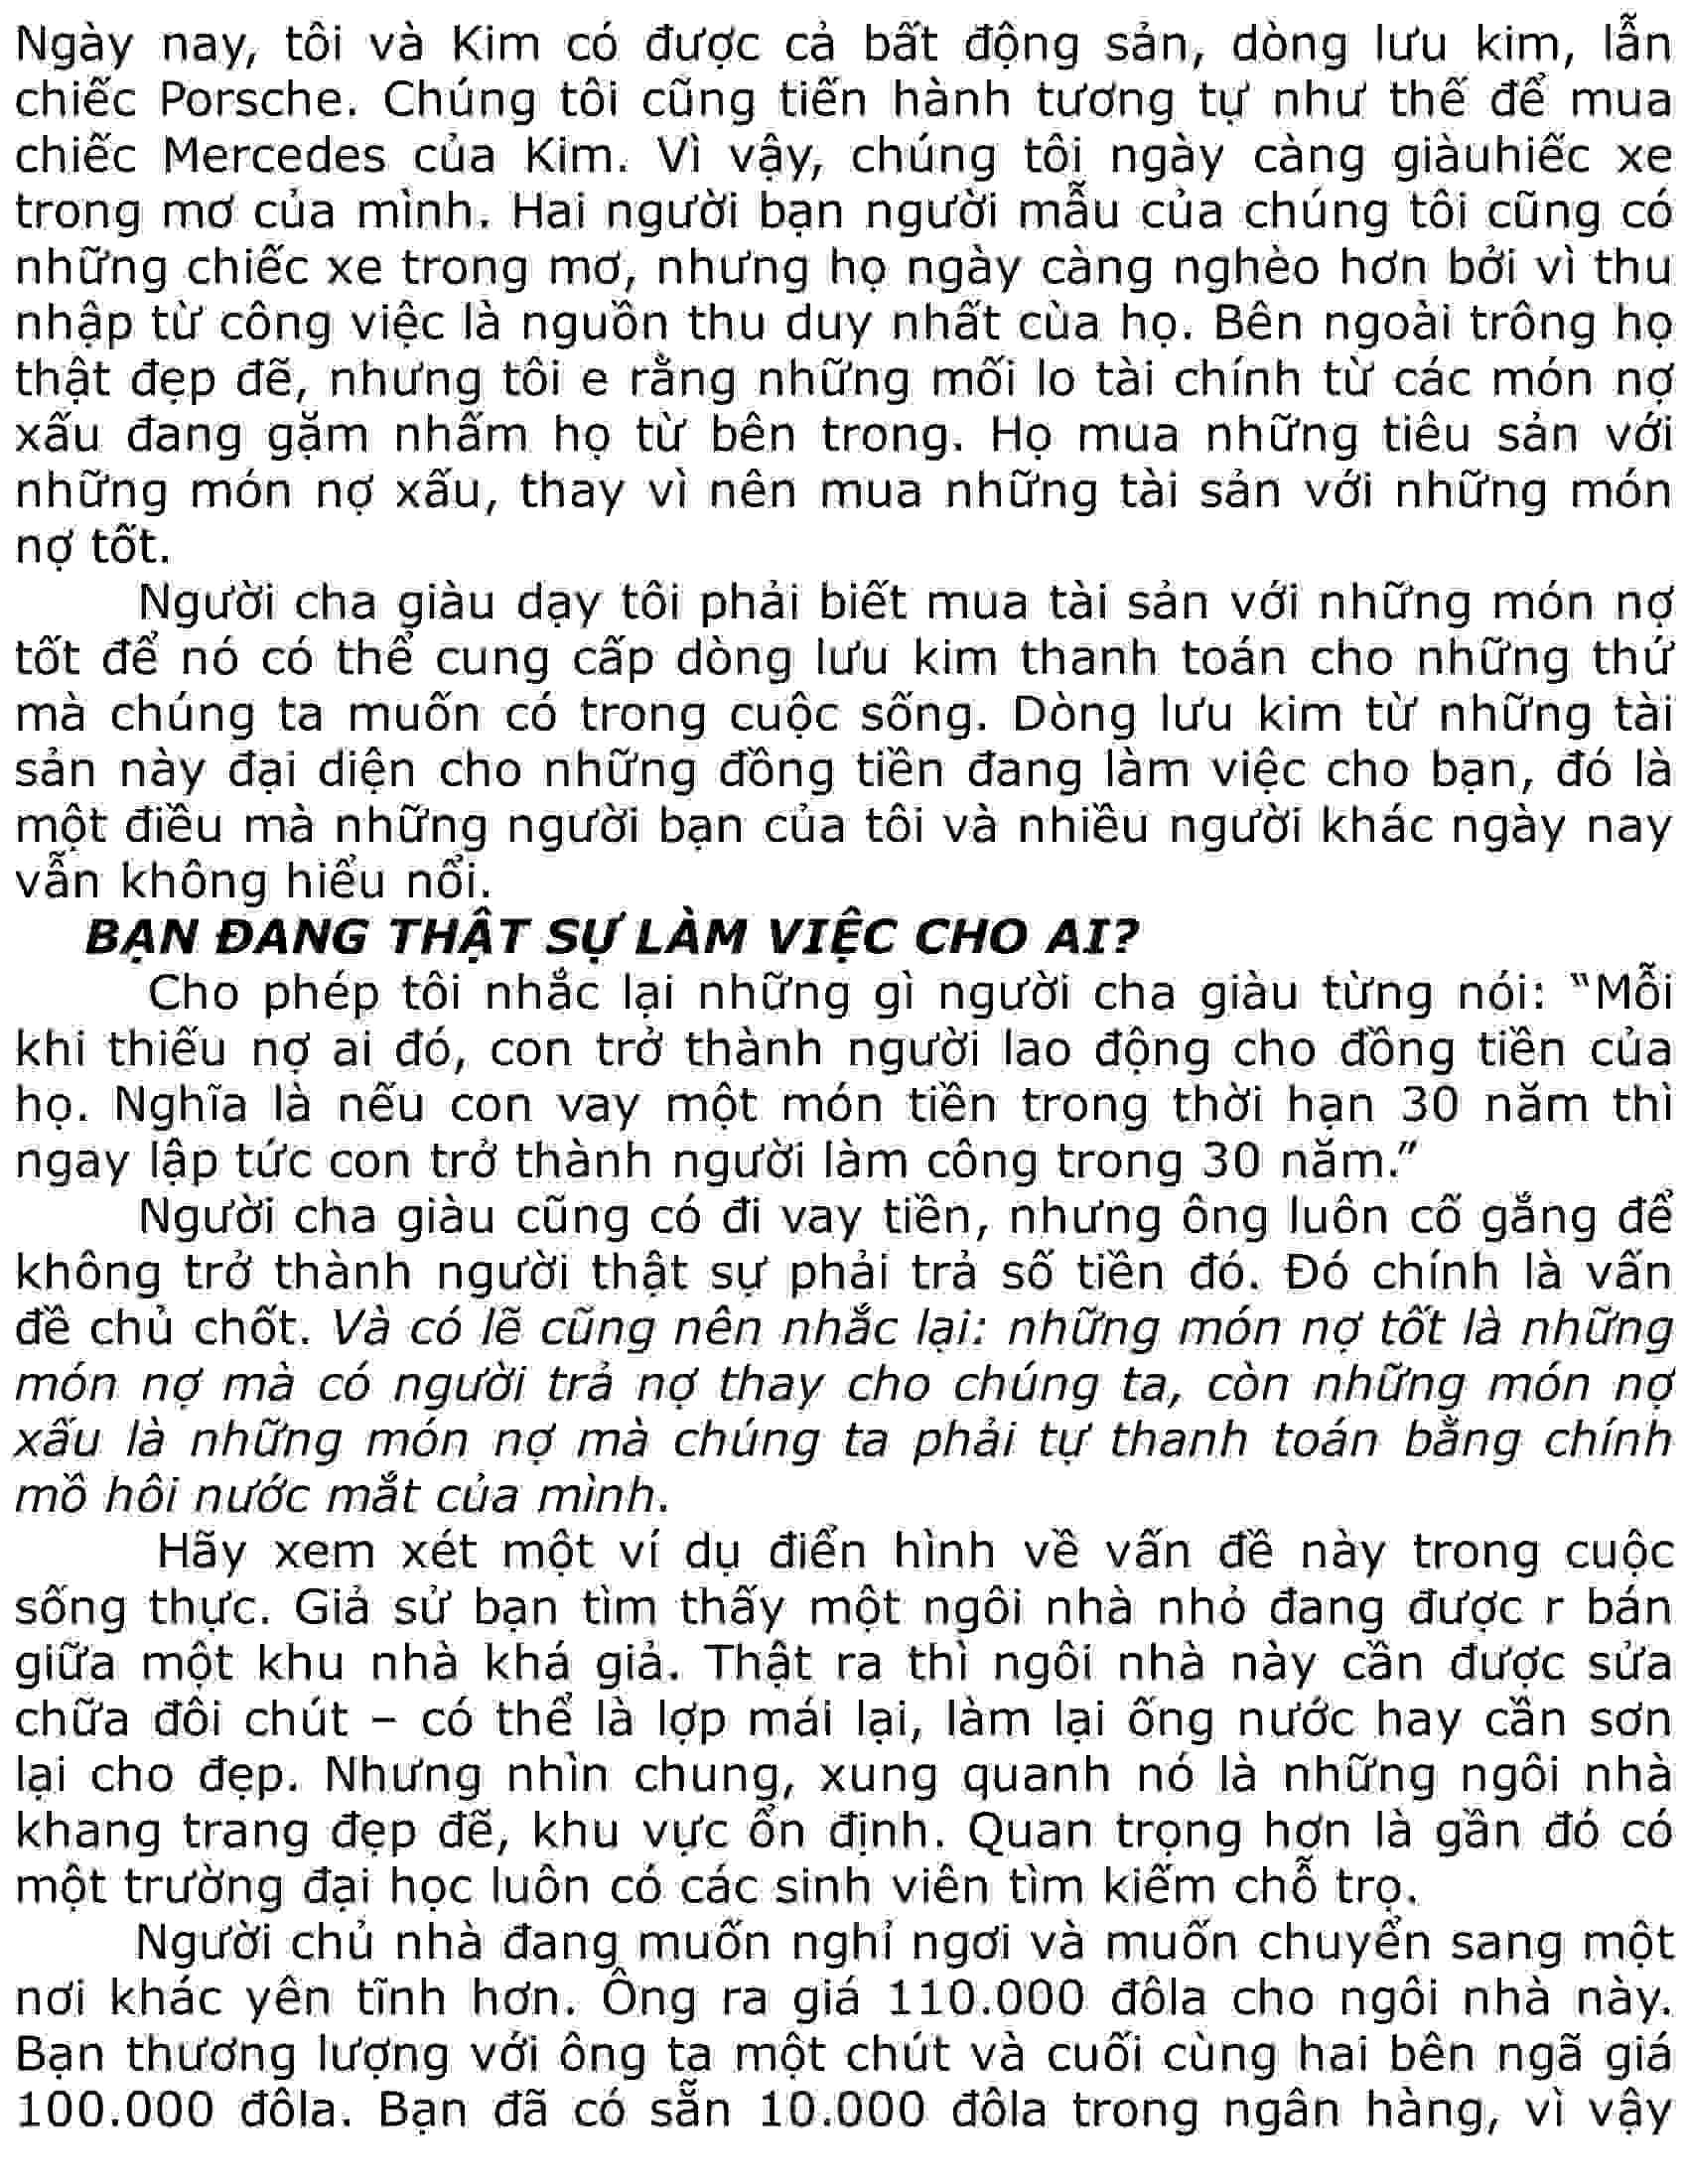 Ngày nay, tôi và Kim có được cả bất động sản, dòng lưu kim, lẫn
chiếc Porsche. Chúng tôi cũng tiến hành tương tự như thế để mua
chiếc Mercedes của Kim. Vì vậy, chúng tôi ngày càng giàuhiếc xe
trong mơ của mình. Hai người bạn người mẫu của chúng tôi cũng có
những chiếc xe trong mơ, nhưng họ ngày càng nghèo hơn bởi vì thu
nhập từ công việc là nguồn thu duy nhất cùa họ. Bên ngoài trông họ
thật đẹp đẽ, nhưng tôi e rằng những mối lo tài chính từ các món nợ
xấu đang gặm nhấm họ từ bên trong. Họ mua những tiêu sản với
những món nợ xấu, thay vì nên mua những tài sản với những món
nợ tốt.
Người cha giàu dạy tôi phải biết mua tài sản với những món nợ
tốt để nó có thể cung cấp dòng lưu kim thanh toán cho những thứ
mà chúng ta muốn có trong cuộc sống. Dòng lưu kim từ những tài
sản này đại diện cho những đồng tiền đang làm việc cho bạn, đó là
một điều mà những người bạn của tôi và nhiều người khác ngày nay
vẫn không hiểu nổi.
BẠN ĐANG THẬT SỰ LÀM VIỆC CHO AI?
Cho phép tôi nhắc lại những gì người cha giàu từng nói: “Mỗi
khi thiếu nợ ai đó, con trở thành người lao động cho đồng tiền của
họ. Nghĩa là nếu con vay một món tiền trong thời hạn 30 năm thì
ngay lập tức con trở thành người làm công trong 30 năm.”
Người cha giàu cũng có đi vay tiền, nhưng ông luôn cố gắng để
không trở thành người thật sự phải trả số tiền đó. Đó chính là vấn
đề chủ chốt. Và có lẽ cũng nên nhắc lại: những món nợ tốt là những
món nợ mà có người trả nợ thay cho chúng ta, còn những món nợ
xấu là những món nợ mà chúng ta phải tự thanh toán bằng chính
mồ hôi nước mắt của mình.
Hãy xem xét một ví dụ điển hình về vấn đề này trong cuộc
sống thực. Giả sử bạn tìm thấy một ngôi nhà nhỏ đang được r bán
giữa một khu nhà khá giả. Thật ra thì ngôi nhà này cần được sửa
chữa đôi chút – có thể là lợp mái lại, làm lại ống nước hay cần sơn
lại cho đẹp. Nhưng nhìn chung, xung quanh nó là những ngôi nhà
khang trang đẹp đẽ, khu vực ổn định. Quan trọng hơn là gần đó có
một trường đại học luôn có các sinh viên tìm kiếm chỗ trọ.
Người chủ nhà đang muốn nghỉ ngơi và muốn chuyển sang một
nơi khác yên tĩnh hơn. Ông ra giá 110.000 đôla cho ngôi nhà này.
Bạn thương lượng với ông ta một chút và cuối cùng hai bên ngã giá
100.000 đôla. Bạn đã có sẵn 10.000 đôla trong ngân hàng, vì vậy